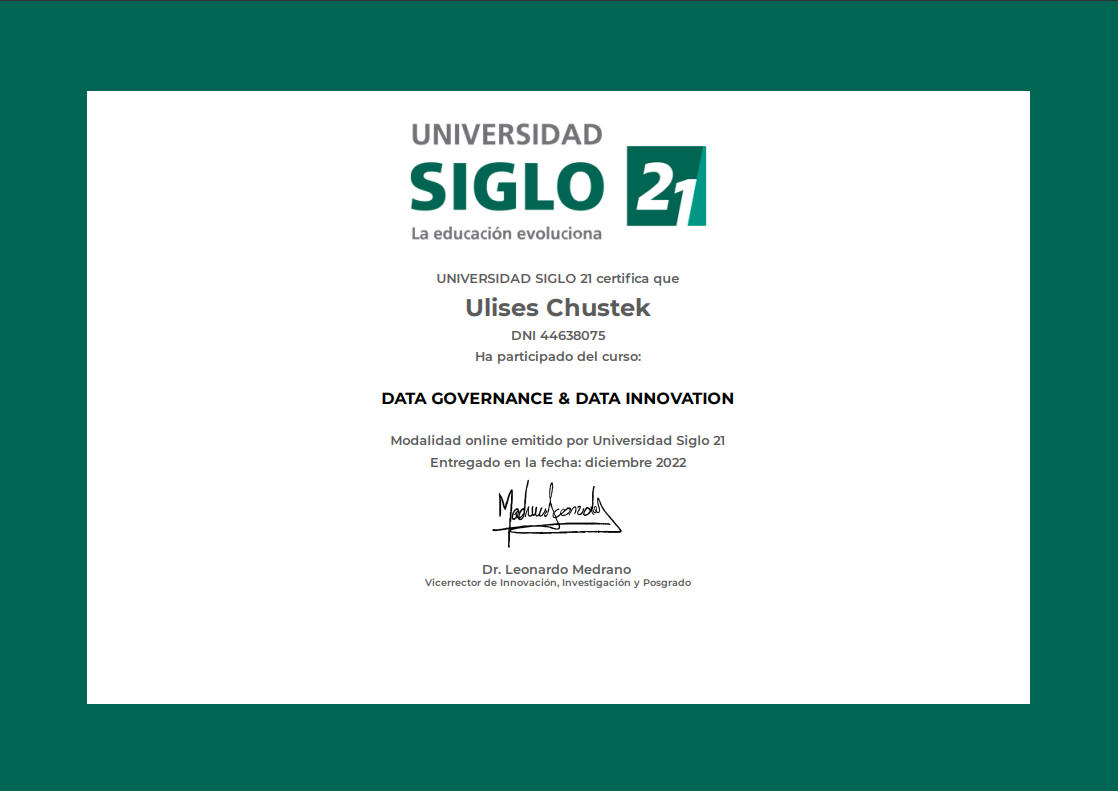 UNIVERSIDAD
SIGLO 21
La educación evoluciona
UNIVERSIDAD SIGLO 21 certifica que
Ulises Chustek
DNI 44638075
Ha participado del curso:
DATA GOVERNANCE & DATA INNOVATION
Modalidad online emitido por Universidad Siglo 21
Entregado en la fecha: diciembre 2022
Dr. Leonardo Medrano
Vicerrector de Innovación, Investigación y Posgrado